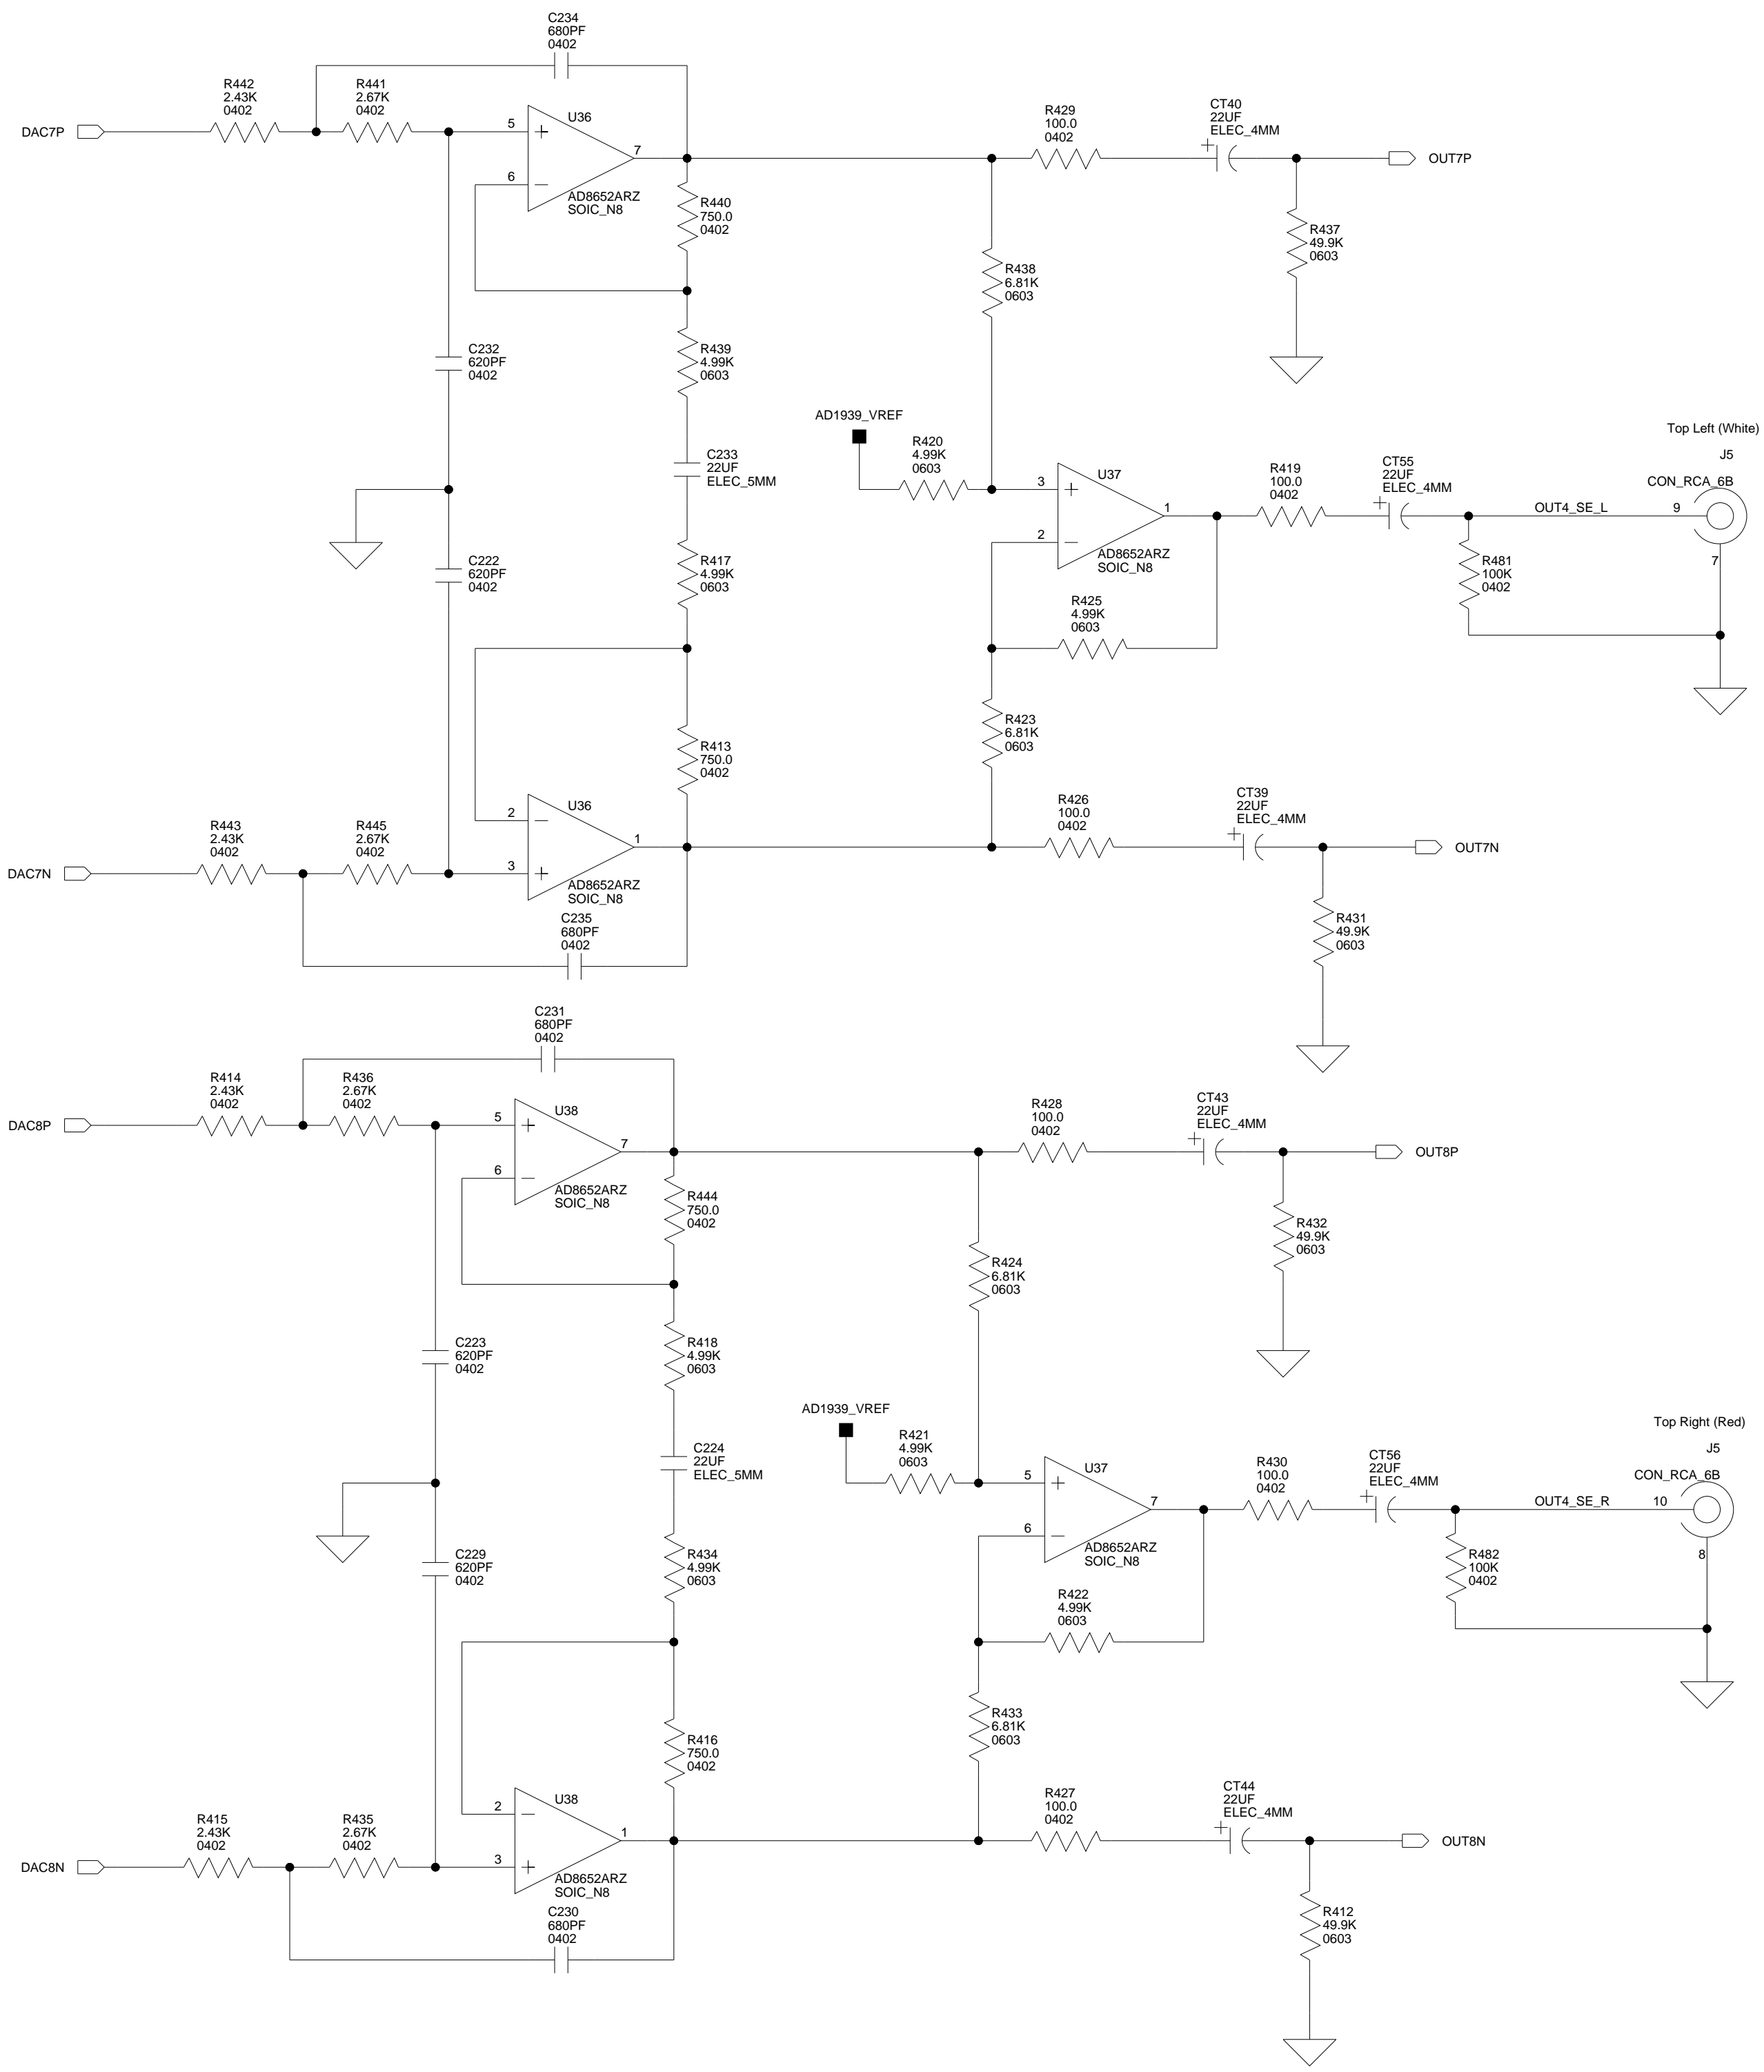 C234
680PF
0402
R442
2.43K
0402
R441
2.67K
0402
DAC7P
5
+
U36
7
6
−
AD8652ARZ
SOIC_N8
R440
750.0
0402
R429
100.0
0402
CT40
22UF
ELEC_4MM
+
OUT7P
R437
49.9K
0603
R438
6.81K
0603
R439
4.99K
0603
C232
620PF
0402
AD1939_VREF
R420
4.99K
0603
C233
22UF
ELEC_5MM
3
+
U37
1
2
−
AD8652ARZ
SOIC_N8
R419
100.0
0402
CT55
22UF
ELEC_4MM
+
Top Left (White)
J5
CON_RCA_6B
OUT4_SE_L
9
7
R481
100K
0402
C222
620PF
0402
R417
4.99K
0603
R425
4.99K
0603
R423
6.81K
0603
R413
750.0
0402
R443
2.43K
0402
R445
2.67K
0402
DAC7N
2
−
U36
1
3
+
AD8652ARZ
SOIC_N8
C235
680PF
0402
R426
100.0
0402
CT39
22UF
ELEC_4MM
+
OUT7N
R431
49.9K
0603
C231
680PF
0402
R414
2.43K
0402
R436
2.67K
0402
DAC8P
5
+
U38
7
6
−
AD8652ARZ
SOIC_N8
R444
750.0
0402
R428
100.0
0402
CT43
22UF
ELEC_4MM
+
OUT8P
R432
49.9K
0603
R424
6.81K
0603
R418
4.99K
0603
C223
620PF
0402
AD1939_VREF
R421
4.99K
0603
C224
22UF
ELEC_5MM
5
+
U37
7
6
−
AD8652ARZ
SOIC_N8
R430
100.0
0402
CT56
22UF
ELEC_4MM
+
Top Right (Red)
J5
CON_RCA_6B
OUT4_SE_R
10
8
R482
100K
0402
C229
620PF
0402
R434
4.99K
0603
R422
4.99K
0603
R433
6.81K
0603
R416
750.0
0402
R415
2.43K
0402
R435
2.67K
0402
DAC8N
2
−
U38
1
3
+
AD8652ARZ
SOIC_N8
C230
680PF
0402
R427
100.0
0402
CT44
22UF
ELEC_4MM
+
OUT8N
R412
49.9K
0603